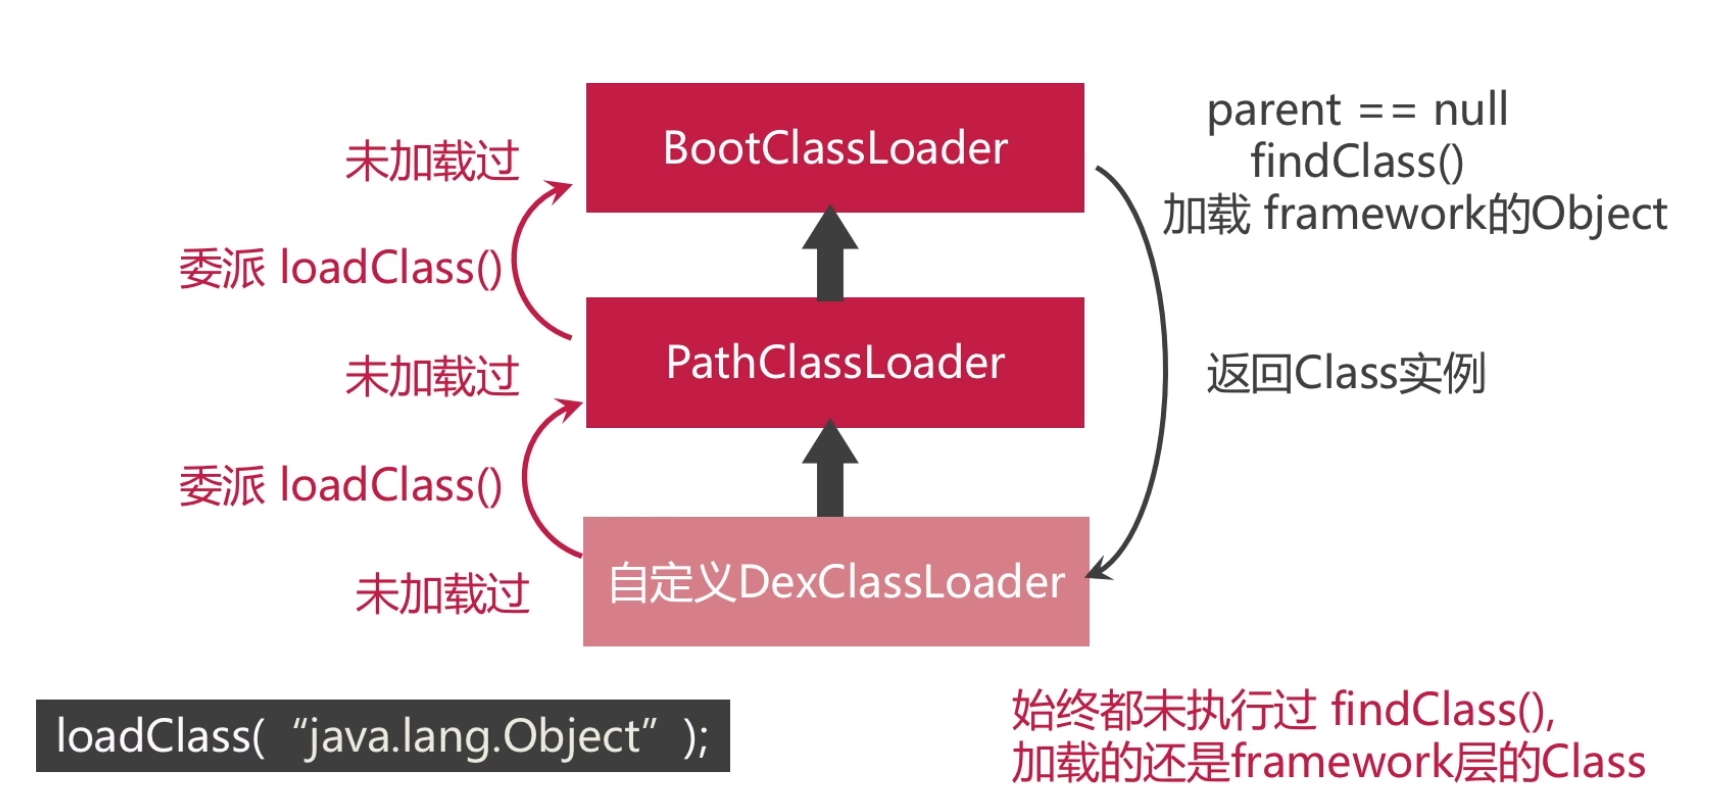 BootClassLoader
parent == null
findClass()
加载 framework的Object
未加载过
委派 loadClass()
PathClassLoader
未加载过
返回Class实例
委派 loadClass()
自定义DexClassLoader
未加载过
loadClass( “java.lang.Object” );
始终都未执行过 findClass(),
加载的还是framework层的Class